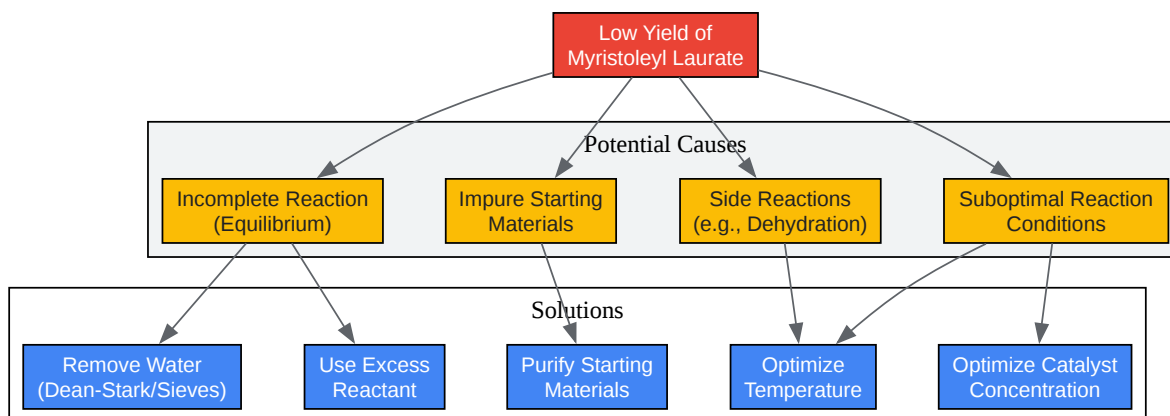 Low Yield of
Myristoleyl Laurate
Potential Causes
Incomplete Reaction
(Equilibrium)
Impure Starting
Materials
Side Reactions
(e.g., Dehydration)
Suboptimal Reaction
Conditions
Solutions
Remove Water
(Dean-Stark/Sieves)
Use Excess
Reactant
Purify Starting
Materials
Optimize
Temperature
Optimize Catalyst
Concentration